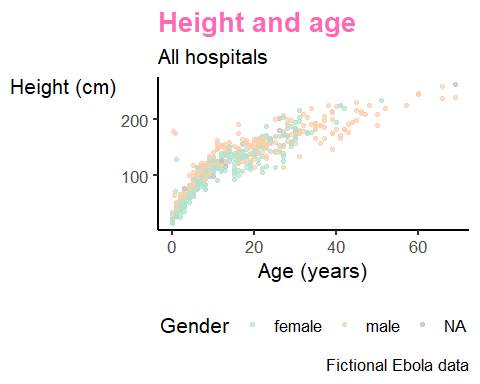 Height and age
All hospitals
Height (cm)
200
100
0 20 40 60
Age (years)
Gender female male NA
Fictional Ebola data